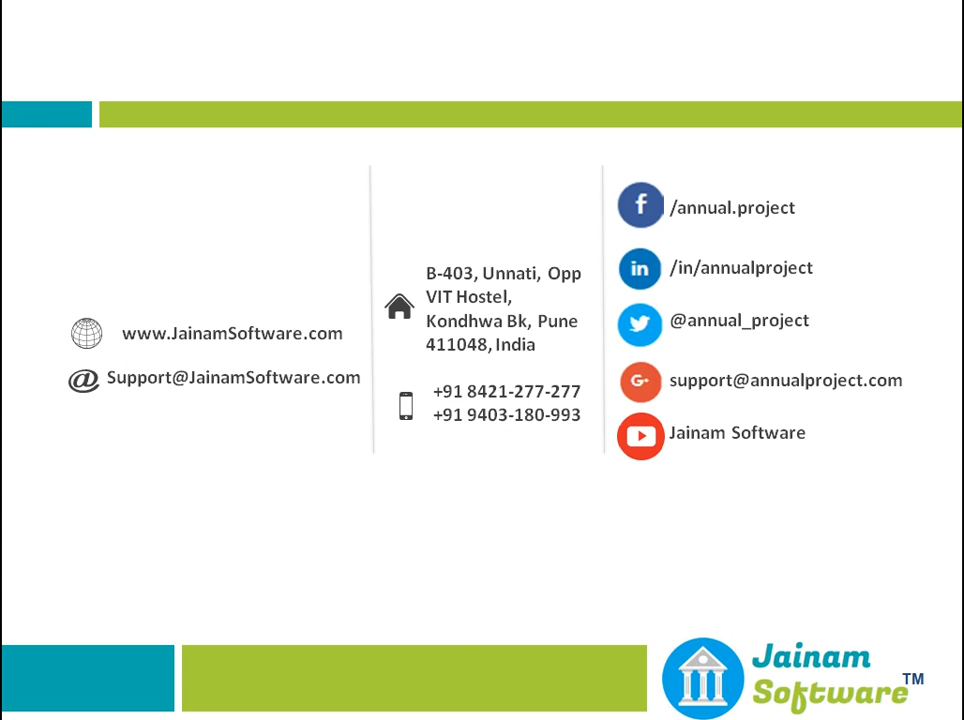 www.JainamSoftware.com
Support@JainamSoftware.com
B-403, Unnati, Opp
VIT Hostel,
Kondhwa Bk, Pune
411048, India
+91 8421-277-277
+91 9403-180-993
f /annual.project
in /in/annualproject
@annual_project
G+ support@annualproject.com
Jainam Software
Jainam
Software TM